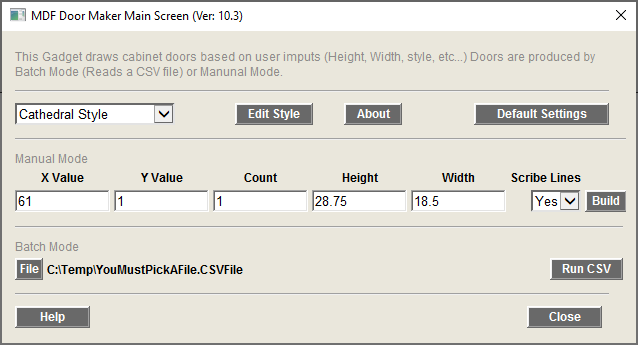 MDF Door Maker Main Screen (Ver: 10.3)
This Gadget draws cabinet doors based on user imputs (Height, Width, style, etc...) Doors are produced by
Batch Mode (Reads a CSV file) or Manunal Mode.
Cathedral Style Edit Style About Default Settings
Manual Mode
X Value Y Value Count Height Width Scribe Lines
61 1 1 28.75 18.5 Yes Build
Batch Mode
File C:\Temp\YouMustPickAFile.CSVFile Run CSV
Help Close